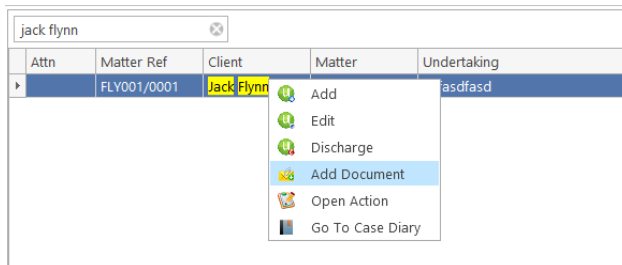 jack flynn
Attn Matter Ref Client Matter Undertaking
FLY001/0001 Jack Flynn asdfasd
Add
Edit
Discharge
Add Document
Open Action
Go To Case Diary